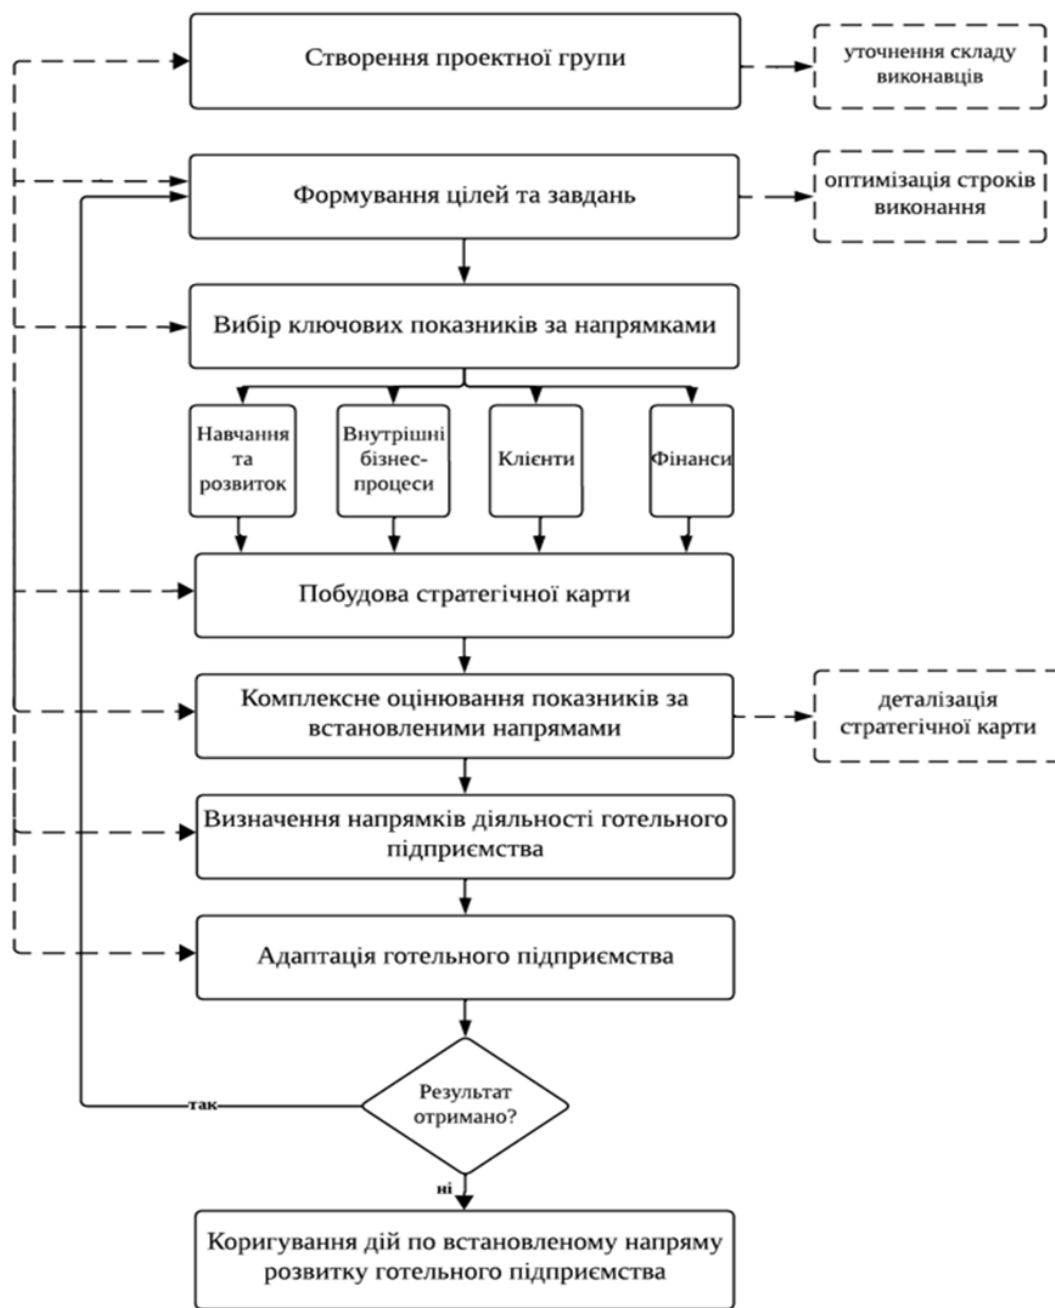 Створення проектної групи
уточнення складу
виконавців
Формування цілей та завдань
оптимізація строків
виконання
Вибір ключових показників за напрямками
Навчання
та
розвиток
Внутрішні
бізнес-
процеси
Клієнти
Фінанси
Побудова стратегічної карти
Комплексне оцінювання показників за
встановленими напрямами
деталізація
стратегічної карти
Визначення напрямків діяльності готельного
підприємства
Адаптація готельного підприємства
Результат
отримано?
так
ні
Коригування дій по встановленому напряму
розвитку готельного підприємства